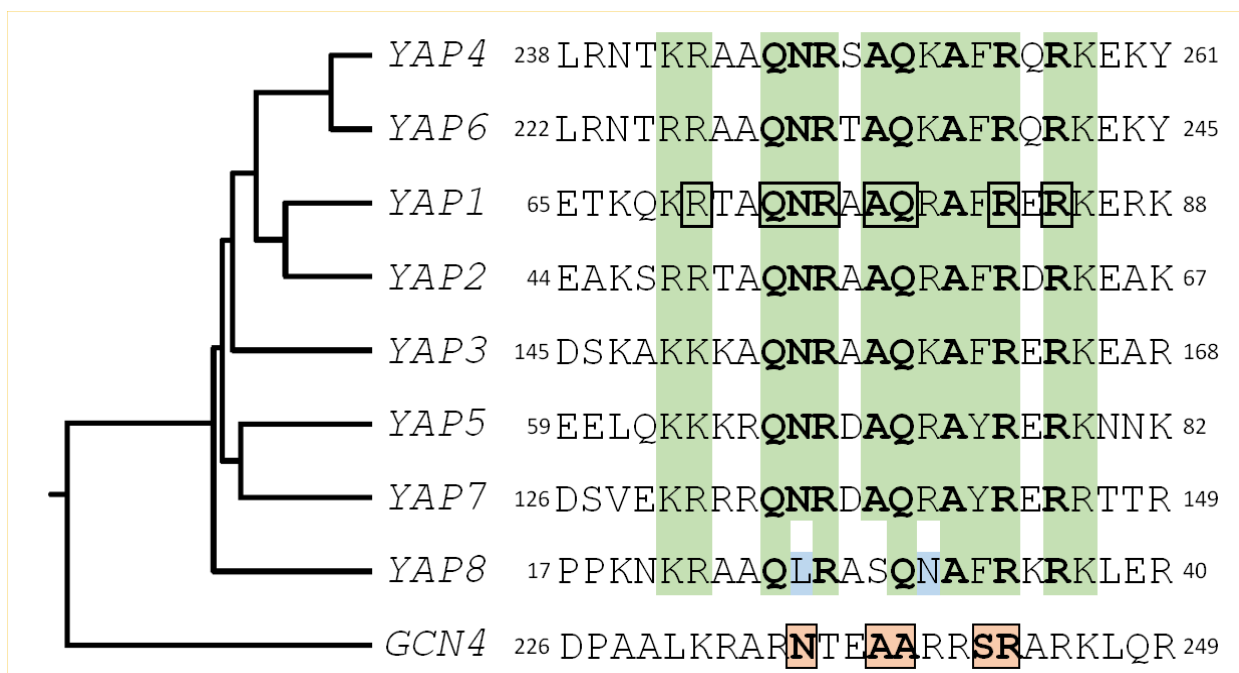 YAP4 238 LRNTKRAAQNRSAQKAFRQRKEKY 261
YAP6 222 LRNTRRAAQNRTAQKAFRQRKEKY 245
YAP1 65 ETKQKRTAQNRAAQRAFRERKERK 88
YAP2 44 EAKSRRTAQNRAAQRAFRDRKEAK 67
YAP3 145 DSKAKKKAQNRAAQKAFRERKEAR 168
YAP5 59 EELQKKKRQNRDAQRAYRERKNNK 82
YAP7 126 DSVEKRRRQNRDAQRAYRERRTTR 149
YAP8 17 PPKNKRAAQLRASQNAFRKRKLER 40
GCN4 226 DPAALKRARNTEAARRSRARKLQR 249